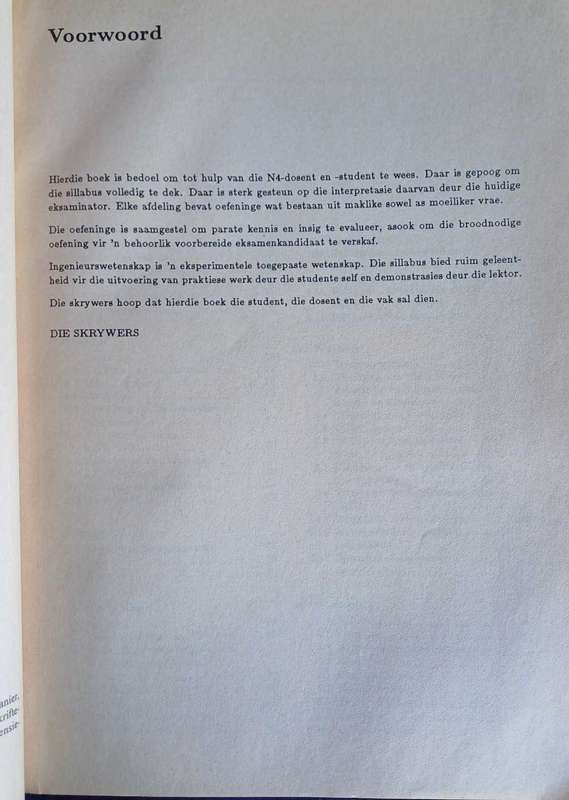 Voorwoord
Hierdie boek is bedoel om tot hulp van die N4-dosent en -student te wees. Daar is gepoog om
die sillabus volledig te dek. Daar is sterk gesteun op die interpretasie daarvan deur die huidige
eksaminator. Elke afdeling bevat oefeninge wat bestaan uit maklike sowel as moeiliker vrae.
Die oefeninge is saamgestel om parate kennis en insig te evalueer, asook om die broodnodige
oefening vir 'n behoorlik voorbereide eksamenkandidaat te verskaf.
Ingenieurswetenskap is 'n eksperimentele toegepaste wetenskap. Die sillabus bied ruim geleent-
heid vir die uitvoering van praktiese werk deur die studente self en demonstrasies deur die lektor.
Die skrywers hoop dat hierdie boek die student, die dosent en die vak sal dien.
DIE SKRYWERS